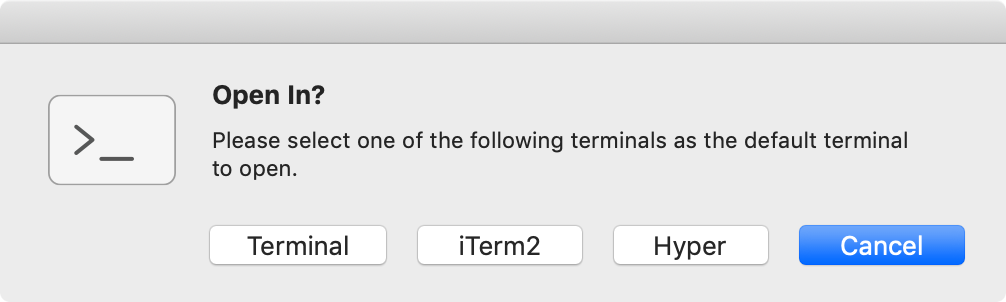 Open In?
Please select one of the following terminals as the default terminal
to open.
Terminal iTerm2 Hyper Cancel